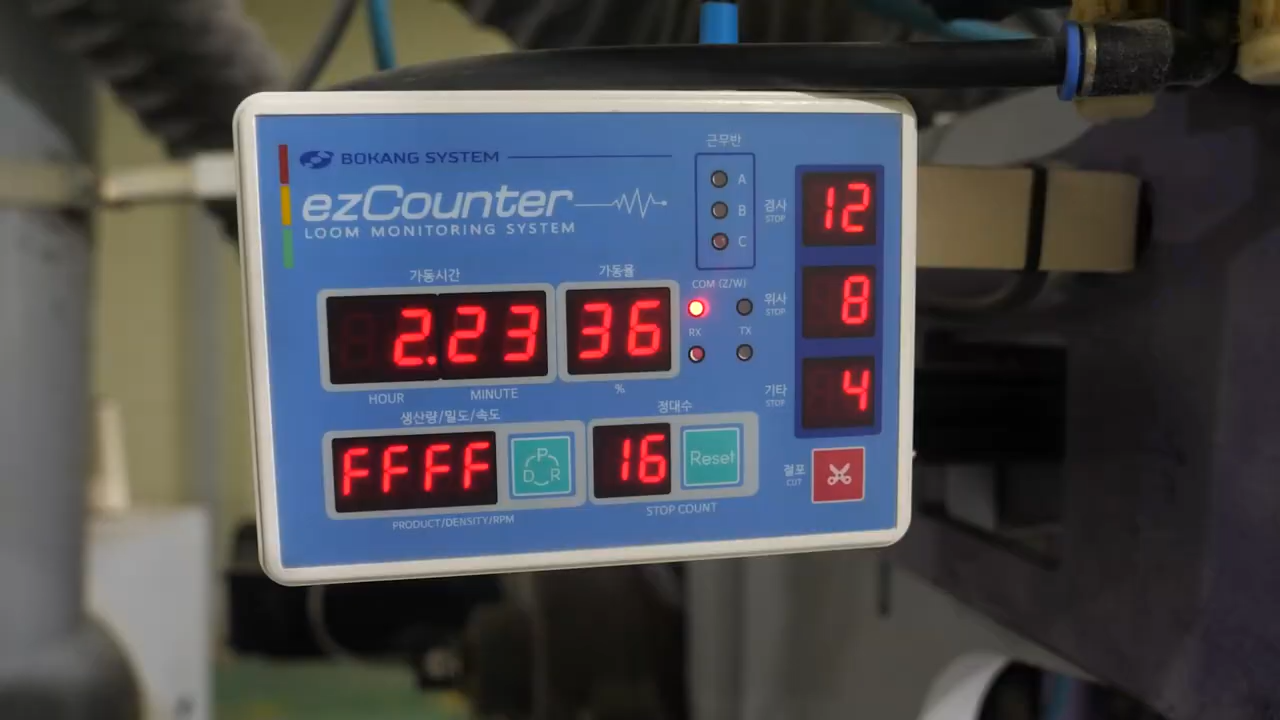 BOKANG SYSTEM
ezCounter
LOOM MONITORING SYSTEM
근무반
A
B
C
검사
STOP
12
가동시간
가동율
COM (Z/W)
2.23
36
RX
TX
위사
STOP
8
HOUR
MINUTE
%
기타
STOP
4
생산량/밀도/속도
정대수
FFFF
P
D
R
16
Reset
절포
CUT
PRODUCT/DENSITY/RPM
STOP COUNT